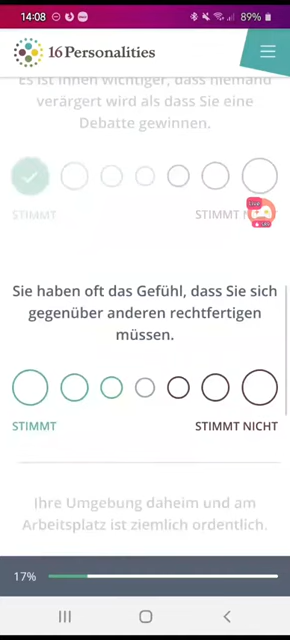 14:08
89%
16Personalities
Es ist Ihnen wichtiger, dass niemand
verärgert wird als dass Sie eine
Debatte gewinnen.
STIMMT
STIMMT
Sie haben oft das Gefühl, dass Sie sich
gegenüber anderen rechtfertigen
müssen.
STIMMT
STIMMT NICHT
Ihre Umgebung daheim und am
Arbeitsplatz ist ziemlich ordentlich.
17%